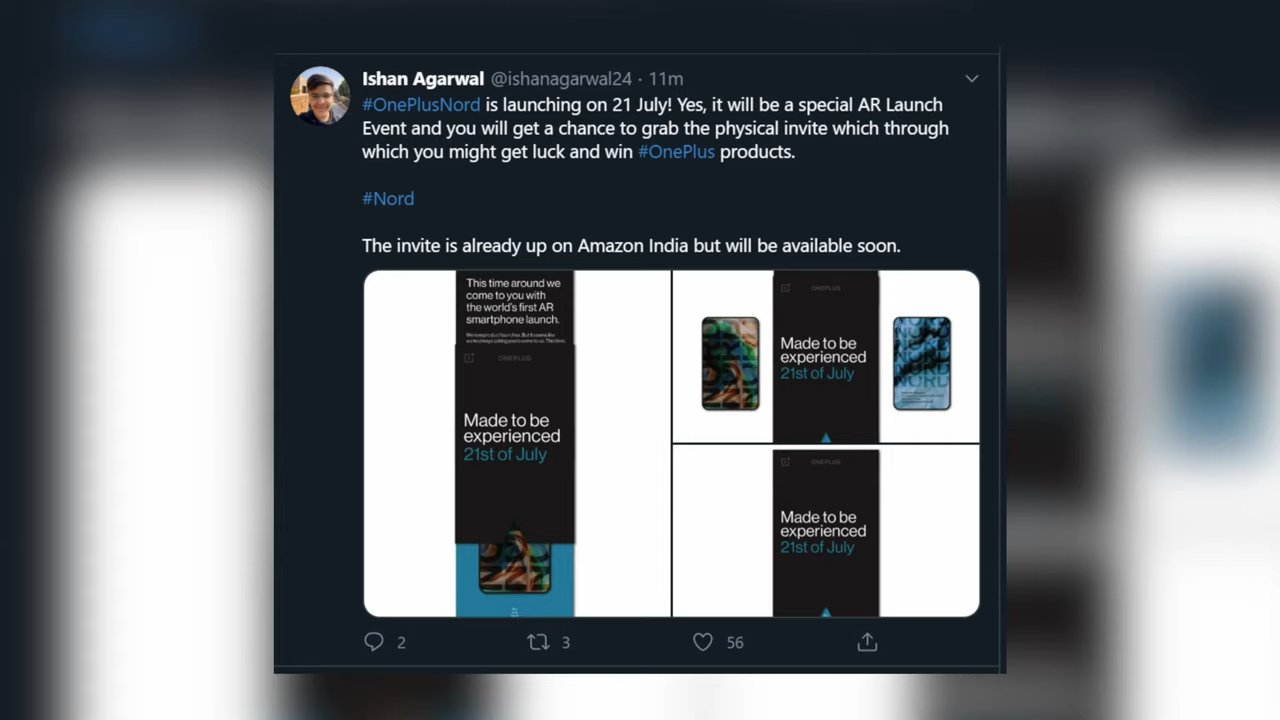 Ishan Agarwal @ishanagarwal24 · 11m
#OnePlusNord is launching on 21 July! Yes, it will be a special AR Launch
Event and you will get a chance to grab the physical invite which through
which you might get luck and win #OnePlus products.
#Nord
The invite is already up on Amazon India but will be available soon.
This time around we
come to you with
the world's first AR
smartphone launch.
ONEPLUS
Made to be
experienced
21st of July
ONEPLUS
Made to be
experienced
21st of July
NORD
NORD
NORD
ONEPLUS
Made to be
experienced
21st of July
2
3
56